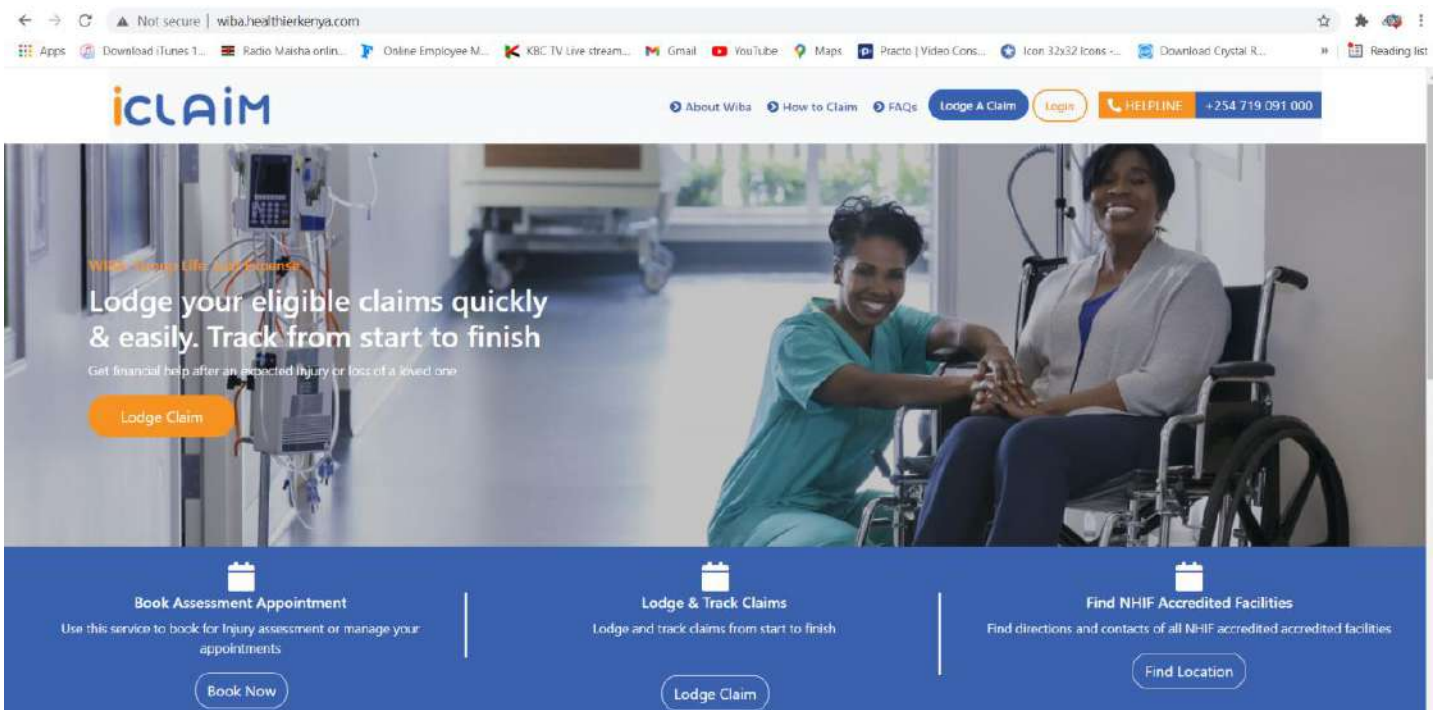 Not secure | wiba.healthierkenya.com
Apps Download iTunes 1... Radio Maisha onlin... Online Employee M... KBC TV Live stream... Gmail YouTube Maps Practo | Video Cons... Icon 32x32 Icons -... Download Crystal R... » Reading list
iCLAiM
About Wiba How to Claim FAQs Lodge A Claim Login HELPLINE +254 719 091 000
WIBA, Group Life, Last Expense
Lodge your eligible claims quickly
& easily. Track from start to finish
Get financial help after an expected injury or loss of a loved one
Lodge Claim
Book Assessment Appointment
Use this service to book for Injury assessment or manage your
appointments
Book Now
Lodge & Track Claims
Lodge and track claims from start to finish
Lodge Claim
Find NHIF Accredited Facilities
Find directions and contacts of all NHIF accredited accredited facilities
Find Location